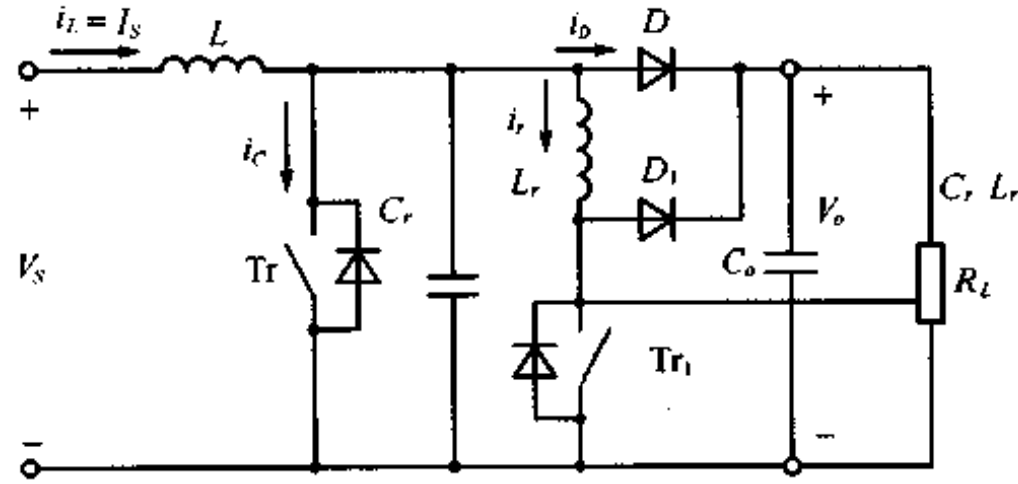 i_L = I_S
L
i_D
D
+
i_C
i_r
L_r
D_1
+
C_r
V_o
C_r L_r
V_S
Tr
C_o
R_L
Tr_1
−
−